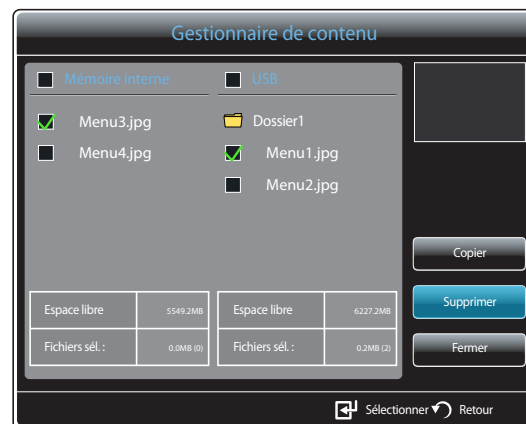 Gestionnaire de contenu
Mémoire interne
USB
Menu3.jpg
Dossier1
Menu4.jpg
Menu1.jpg
Menu2.jpg
Copier
Supprimer
Fermer
Espace libre 5549.2MB
Espace libre 6227.2MB
Fichiers sél. : 0.0MB (0)
Fichiers sél. : 0.2MB (2)
Sélectionner Retour